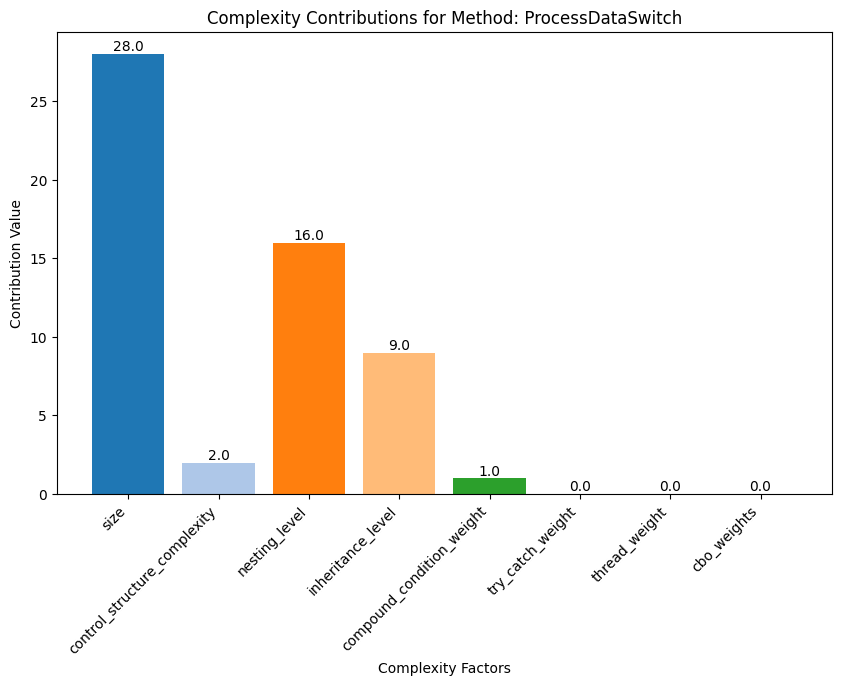 Complexity Contributions for Method: ProcessDataSwitch
28.0
2.0
16.0
9.0
1.0
0.0
0.0
0.0
25
20
15
10
5
0
Contribution Value
size
control_structure_complexity
nesting_level
inheritance_level
compound_condition_weight
try_catch_weight
thread_weight
cbo_weights
Complexity Factors